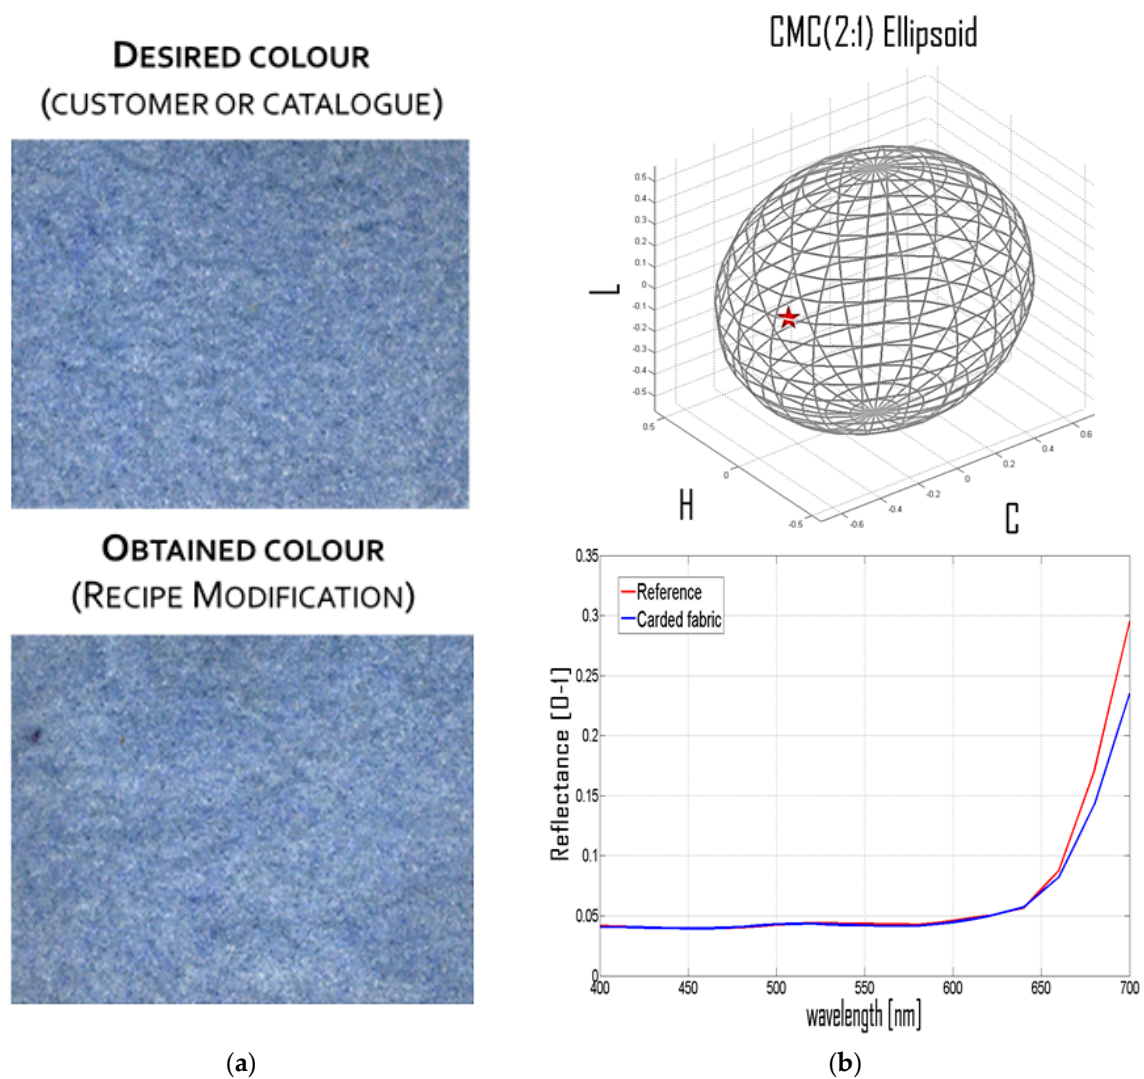 DESIRED COLOUR
(CUSTOMER OR CATALOGUE)
OBTAINED COLOUR
(RECIPE MODIFICATION)
(a)
CMC(2:1) Ellipsoid
0.5
0.4
0.3
0.2
0.1
0
-0.1
-0.2
-0.3
-0.4
-0.5
L
0.5
0
-0.5
H
-0.6
-0.4
-0.2
0
0.2
0.4
0.6
C
0.35
0.3
0.25
0.2
0.15
0.1
0.05
0
Reflectance [0-1]
Reference
Carded fabric
400 450 500 550 600 650 700
wavelength [nm]
(b)